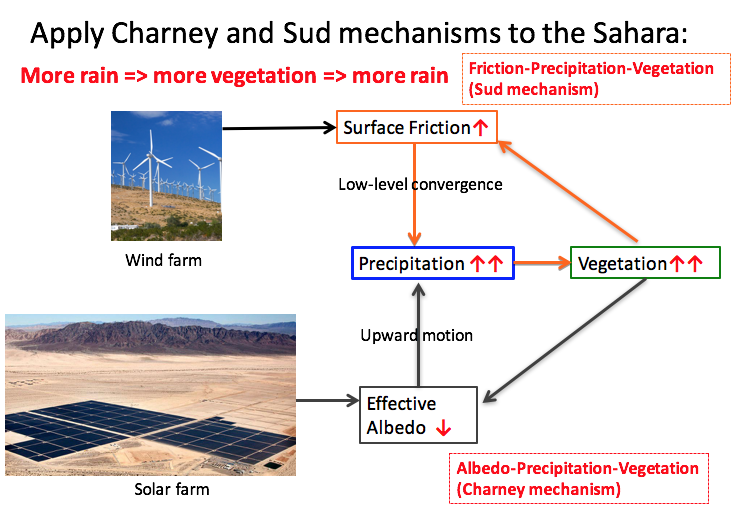 Apply Charney and Sud mechanisms to the Sahara:
More rain => more vegetation => more rain
Friction-Precipitation-Vegetation
(Sud mechanism)
Surface Friction↑
Low-level convergence
Wind farm
Precipitation ↑↑
Vegetation↑↑
Upward motion
Effective
Albedo ↓
Solar farm
Albedo-Precipitation-Vegetation
(Charney mechanism)